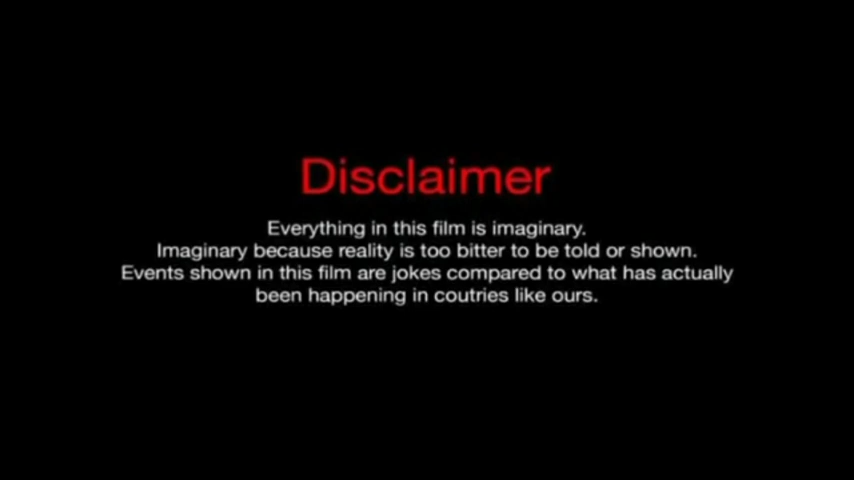 Disclaimer
Everything in this film is imaginary.
Imaginary because reality is too bitter to be told or shown.
Events shown in this film are jokes compared to what has actually
been happening in coutries like ours.